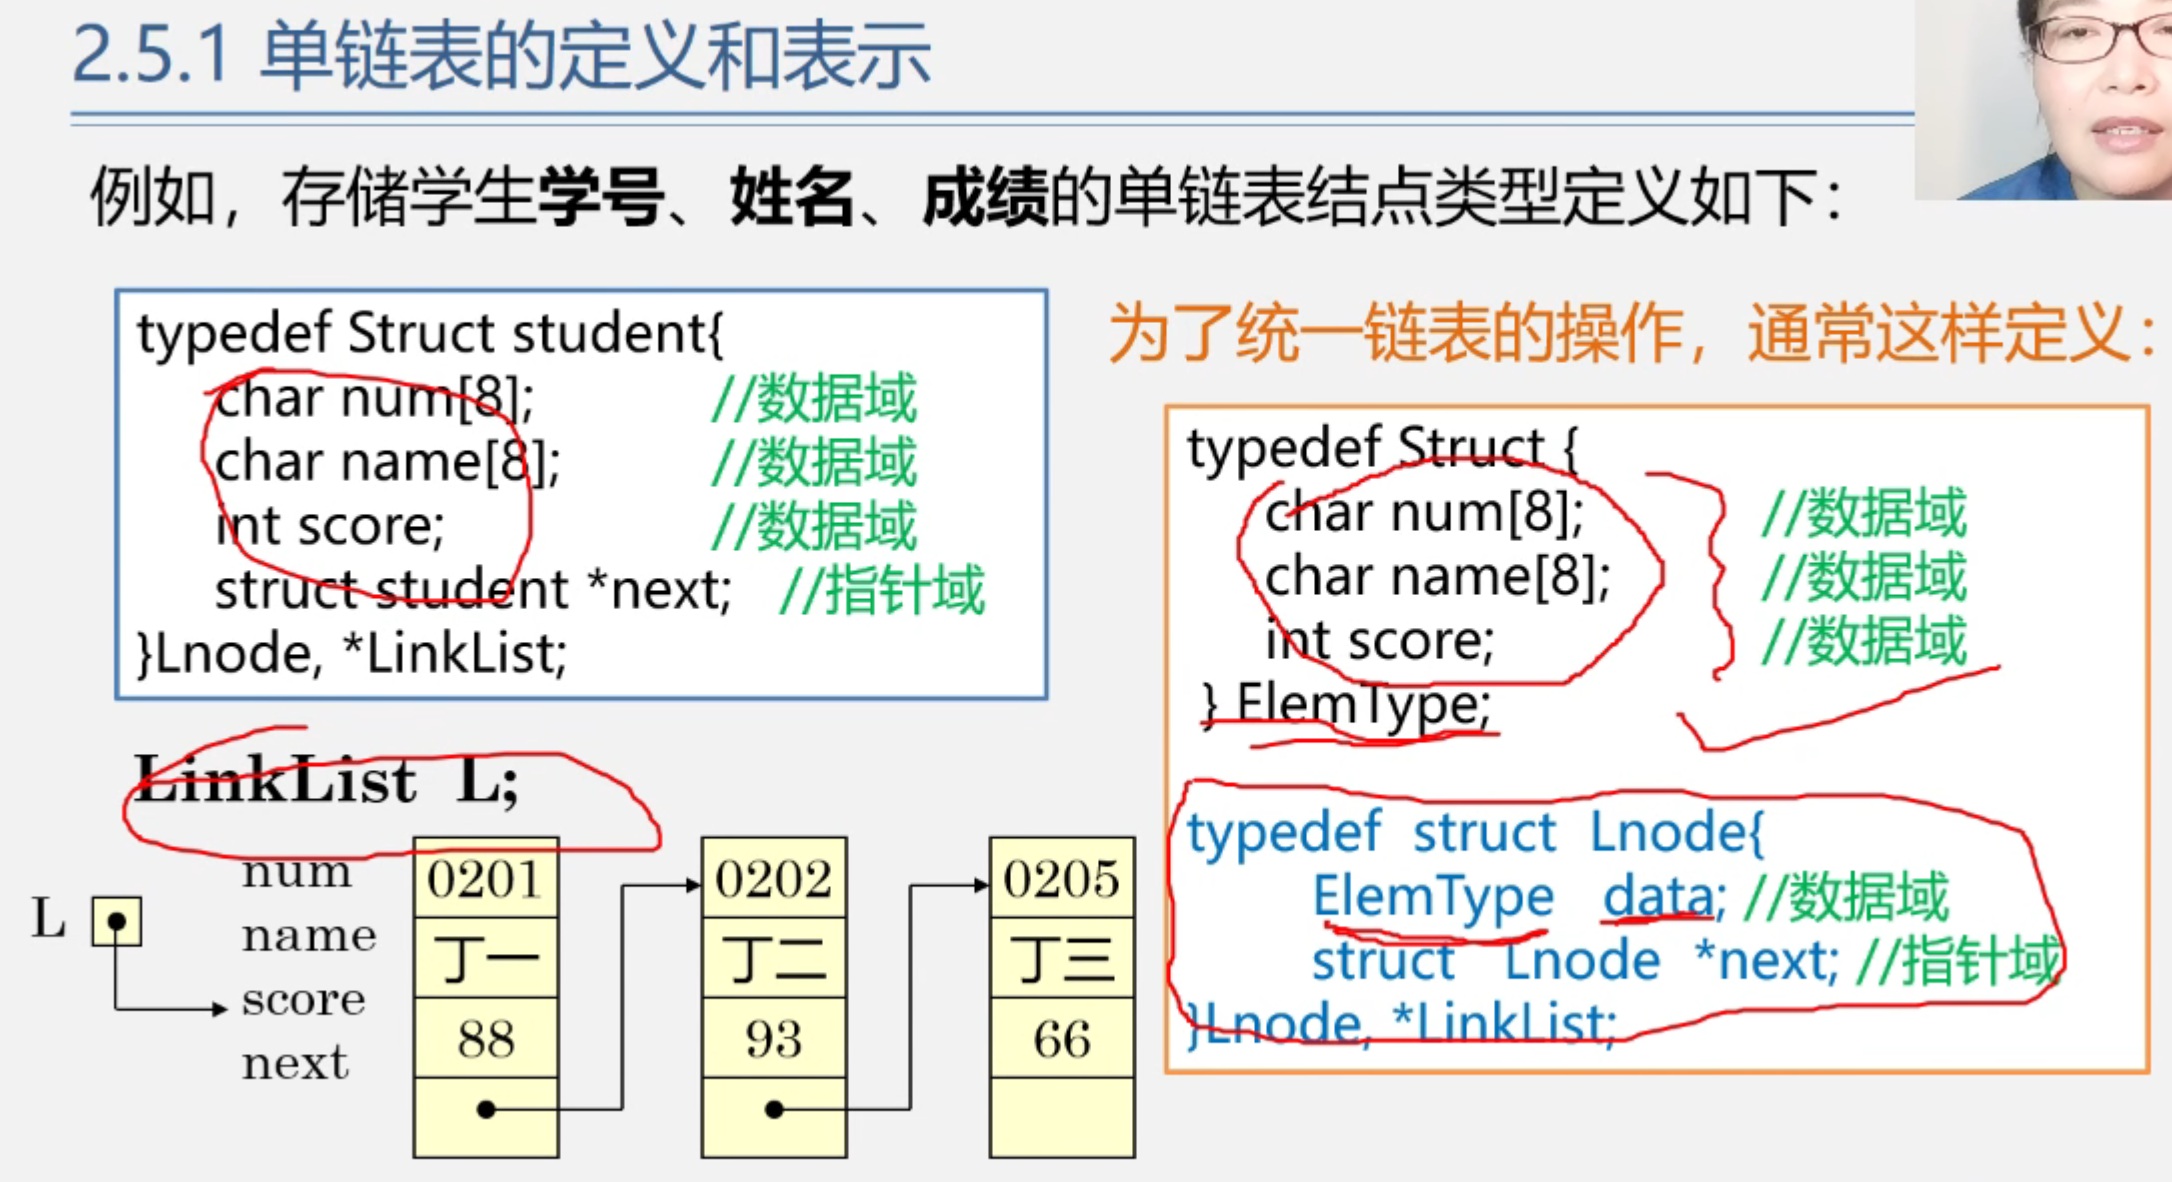 2.5.1 单链表的定义和表示
例如，存储学生学号、姓名、成绩的单链表结点类型定义如下：
typedef Struct student{
char num[8]; //数据域
char name[8]; //数据域
int score; //数据域
struct student *next; //指针域
}Lnode, *LinkList;
为了统一链表的操作，通常这样定义：
typedef Struct {
char num[8]; //数据域
char name[8]; //数据域
int score; //数据域
} ElemType;
typedef struct Lnode{
ElemType data; //数据域
struct Lnode *next; //指针域
}Lnode, *LinkList;
LinkList L;
num 0201 0202 0205
L name 丁一 丁二 丁三
score 88 93 66
next